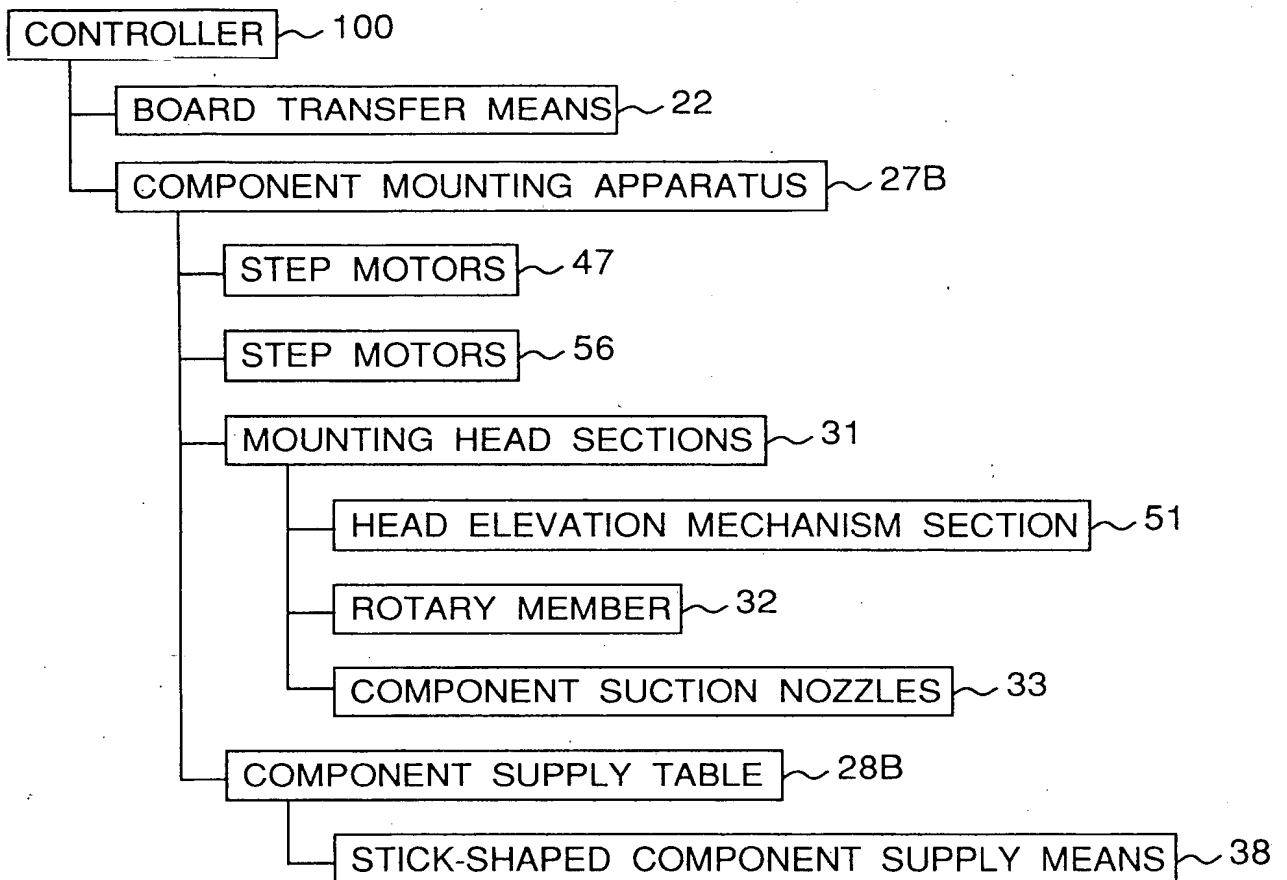 CONTROLLER 100
BOARD TRANSFER MEANS 22
COMPONENT MOUNTING APPARATUS 27B
STEP MOTORS 47
STEP MOTORS 56
MOUNTING HEAD SECTIONS 31
HEAD ELEVATION MECHANISM SECTION 51
ROTARY MEMBER 32
COMPONENT SUCTION NOZZLES 33
COMPONENT SUPPLY TABLE 28B
STICK-SHAPED COMPONENT SUPPLY MEANS 38